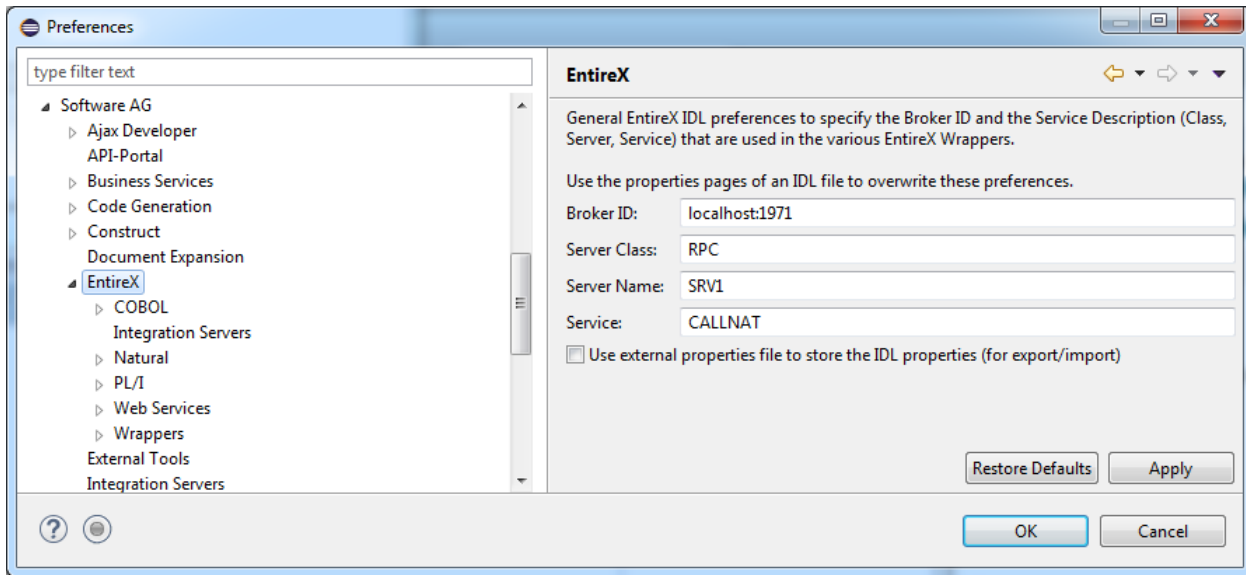 Preferences
type filter text
Software AG
Ajax Developer
API-Portal
Business Services
Code Generation
Construct
Document Expansion
EntireX
COBOL
Integration Servers
Natural
PL/I
Web Services
Wrappers
External Tools
Integration Servers
EntireX
General EntireX IDL preferences to specify the Broker ID and the Service Description (Class,
Server, Service) that are used in the various EntireX Wrappers.
Use the properties pages of an IDL file to overwrite these preferences.
Broker ID: localhost:1971
Server Class: RPC
Server Name: SRV1
Service: CALLNAT
Use external properties file to store the IDL properties (for export/import)
Restore Defaults Apply
OK Cancel